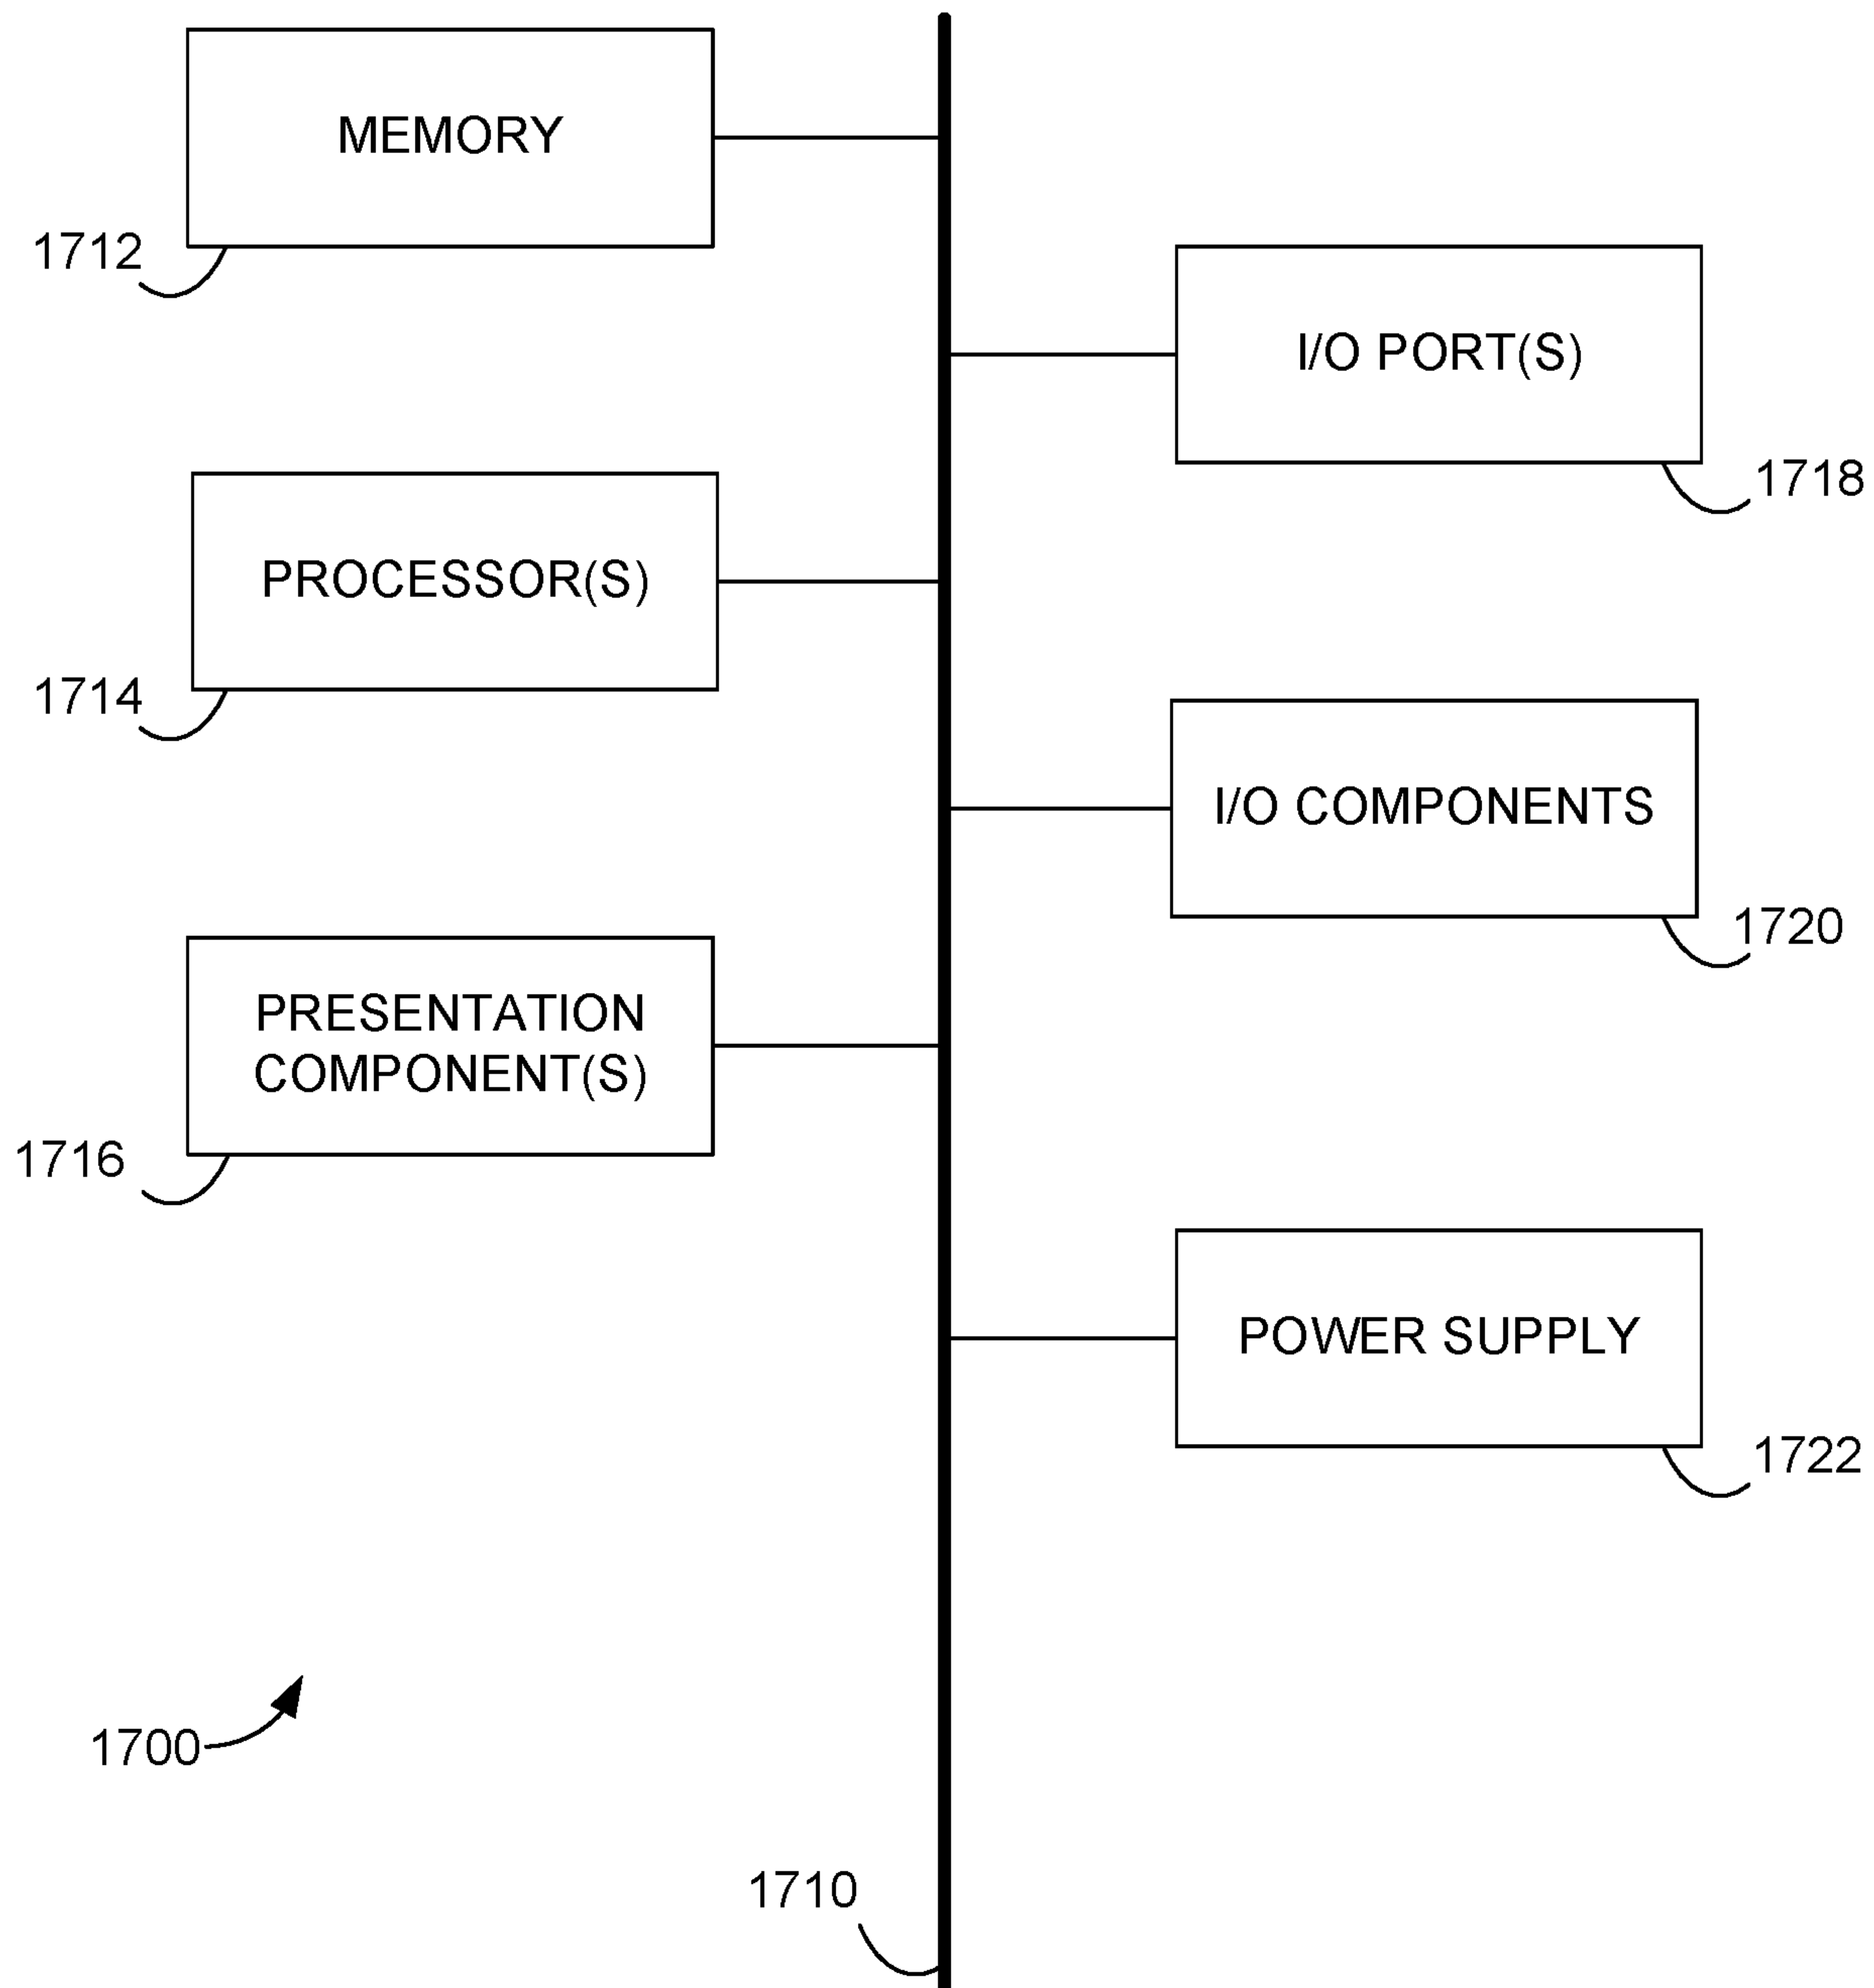 MEMORY
1712
I/O PORT(S)
1718
PROCESSOR(S)
1714
I/O COMPONENTS
1720
PRESENTATION
COMPONENT(S)
1716
POWER SUPPLY
1722
1700
1710